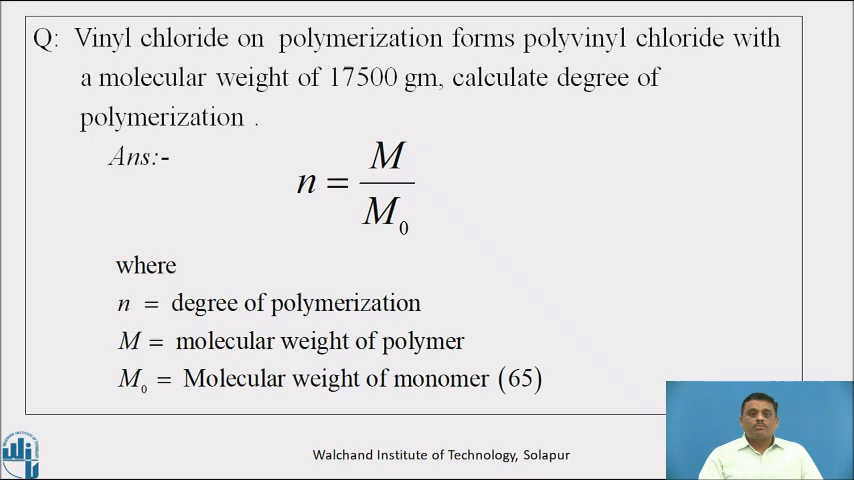 Q: Vinyl chloride on polymerization forms polyvinyl chloride with
a molecular weight of 17500 gm, calculate degree of
polymerization .
Ans:-
n = M / M₀
where
n = degree of polymerization
M = molecular weight of polymer
M₀ = Molecular weight of monomer (65)
Walchand Institute of Technology, Solapur